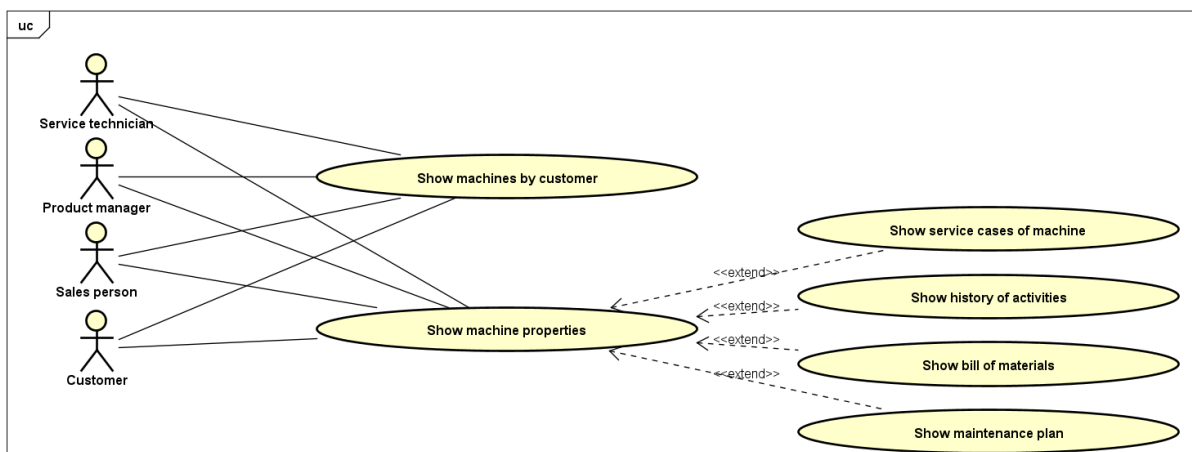 uc
Service technician
Product manager
Sales person
Customer
Show machines by customer
Show machine properties
<<extend>>
<<extend>>
<<extend>>
<<extend>>
Show service cases of machine
Show history of activities
Show bill of materials
Show maintenance plan